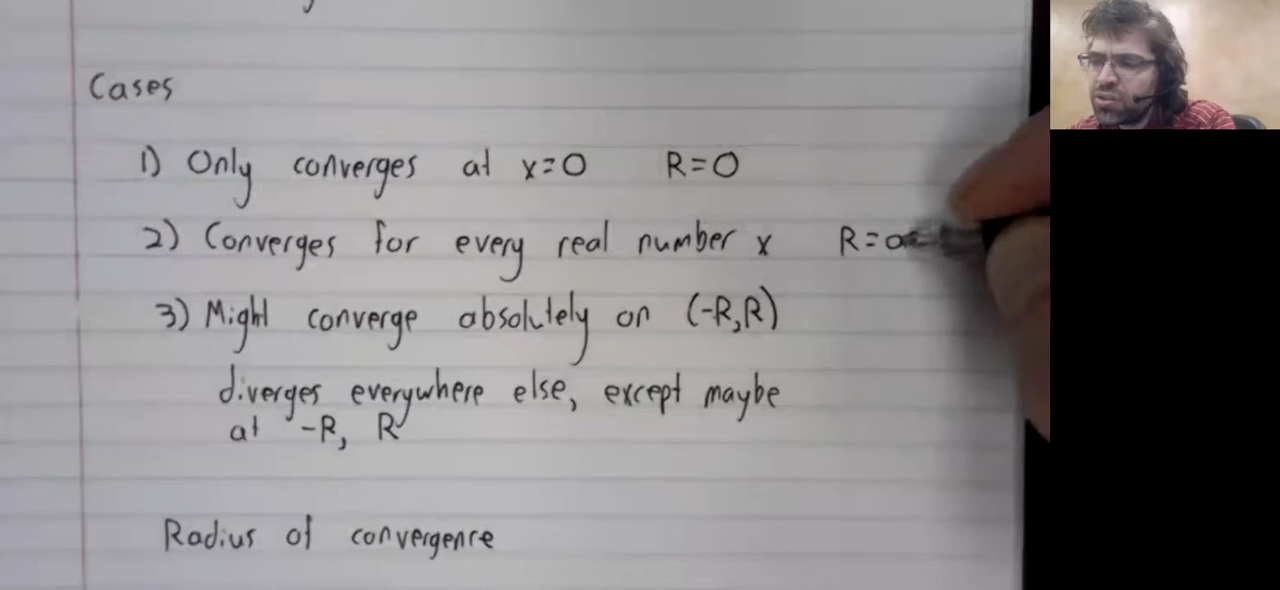 Cases
1) Only converges at x=0 R=0
2) Converges for every real number x R=
3) Might converge absolutely on (-R,R)
diverges everywhere else, except maybe
at -R, R
Radius of convergence